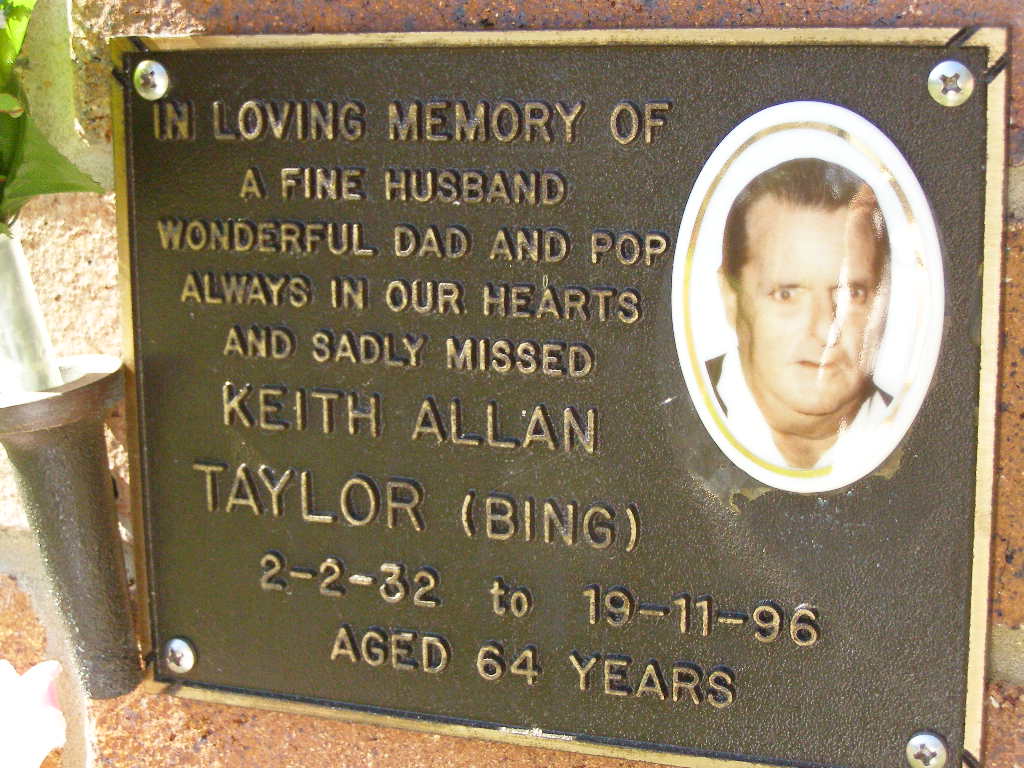 IN LOVING MEMORY OF
A FINE HUSBAND
WONDERFUL DAD AND POP
ALWAYS IN OUR HEARTS
AND SADLY MISSED
KEITH ALLAN
TAYLOR (BING)
2-2-32 to 19-11-96
AGED 64 YEARS